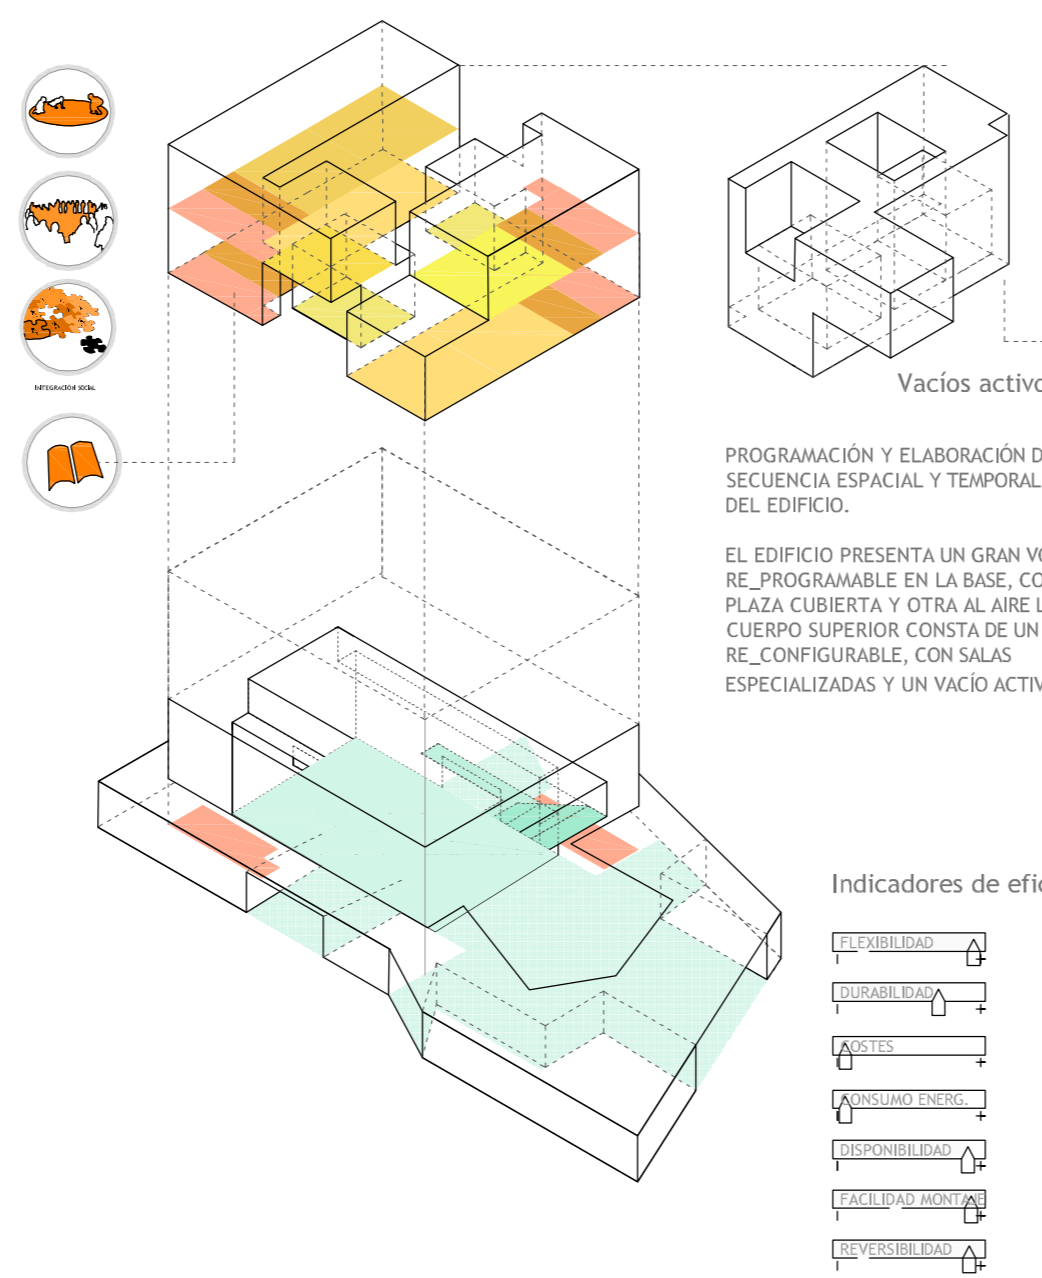 INTEGRACIÓN SOCIAL
Vacíos activo
PROGRAMACIÓN Y ELABORACIÓN D
SECUENCIA ESPACIAL Y TEMPORAL
DEL EDIFICIO.
EL EDIFICIO PRESENTA UN GRAN VO
RE_PROGRAMABLE EN LA BASE, CO
PLAZA CUBIERTA Y OTRA AL AIRE L
CUERPO SUPERIOR CONSTA DE UN
RE_CONFIGURABLE, CON SALAS
ESPECIALIZADAS Y UN VACÍO ACTIV
Indicadores de efic
FLEXIBILIDAD
- +
DURABILIDAD
- +
COSTES
- +
CONSUMO ENERG.
- +
DISPONIBILIDAD
- +
FACILIDAD MONTAJE
- +
REVERSIBILIDAD
- +